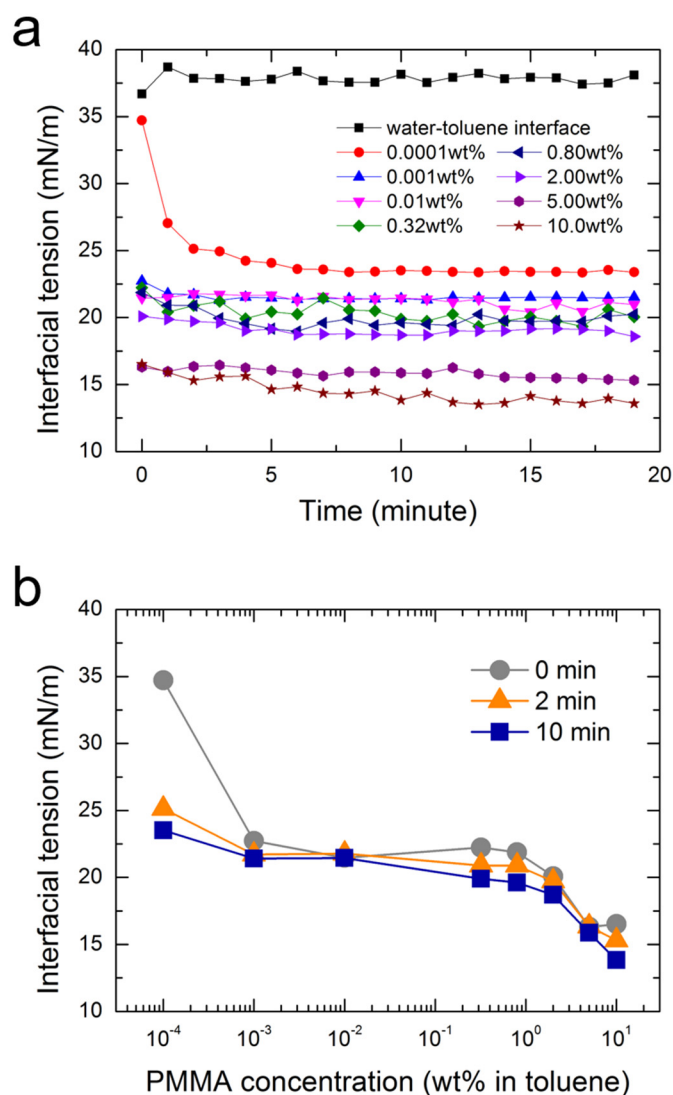 a
40
35
30
25
20
15
10
Interfacial tension (mN/m)
water-toluene interface
0.0001wt% 0.80wt%
0.001wt% 2.00wt%
0.01wt% 5.00wt%
0.32wt% 10.0wt%
0 5 10 15 20
Time (minute)
b
40
35
30
25
20
15
10
Interfacial tension (mN/m)
0 min
2 min
10 min
10⁻⁴ 10⁻³ 10⁻² 10⁻¹ 10⁰ 10¹
PMMA concentration (wt% in toluene)